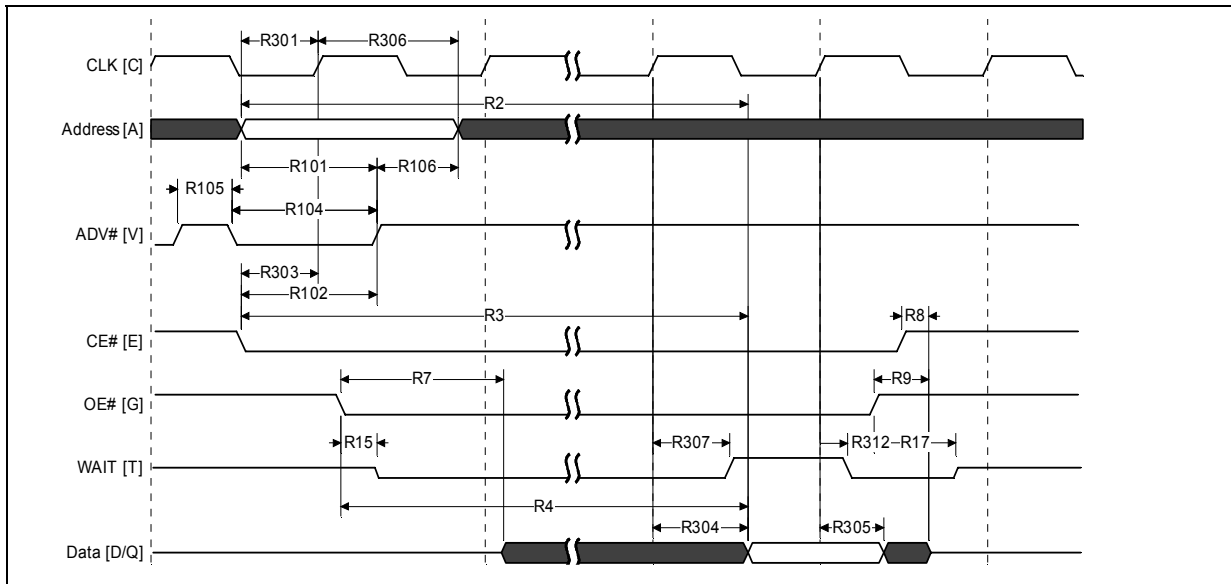 R301 R306
CLK [C]
R2
Address [A]
R101 R106
R105
R104
ADV# [V]
R303
R102
R3 R8
CE# [E]
R7 R9
OE# [G]
R15 R307 R312 R17
WAIT [T]
R4
R304 R305
Data [D/Q]